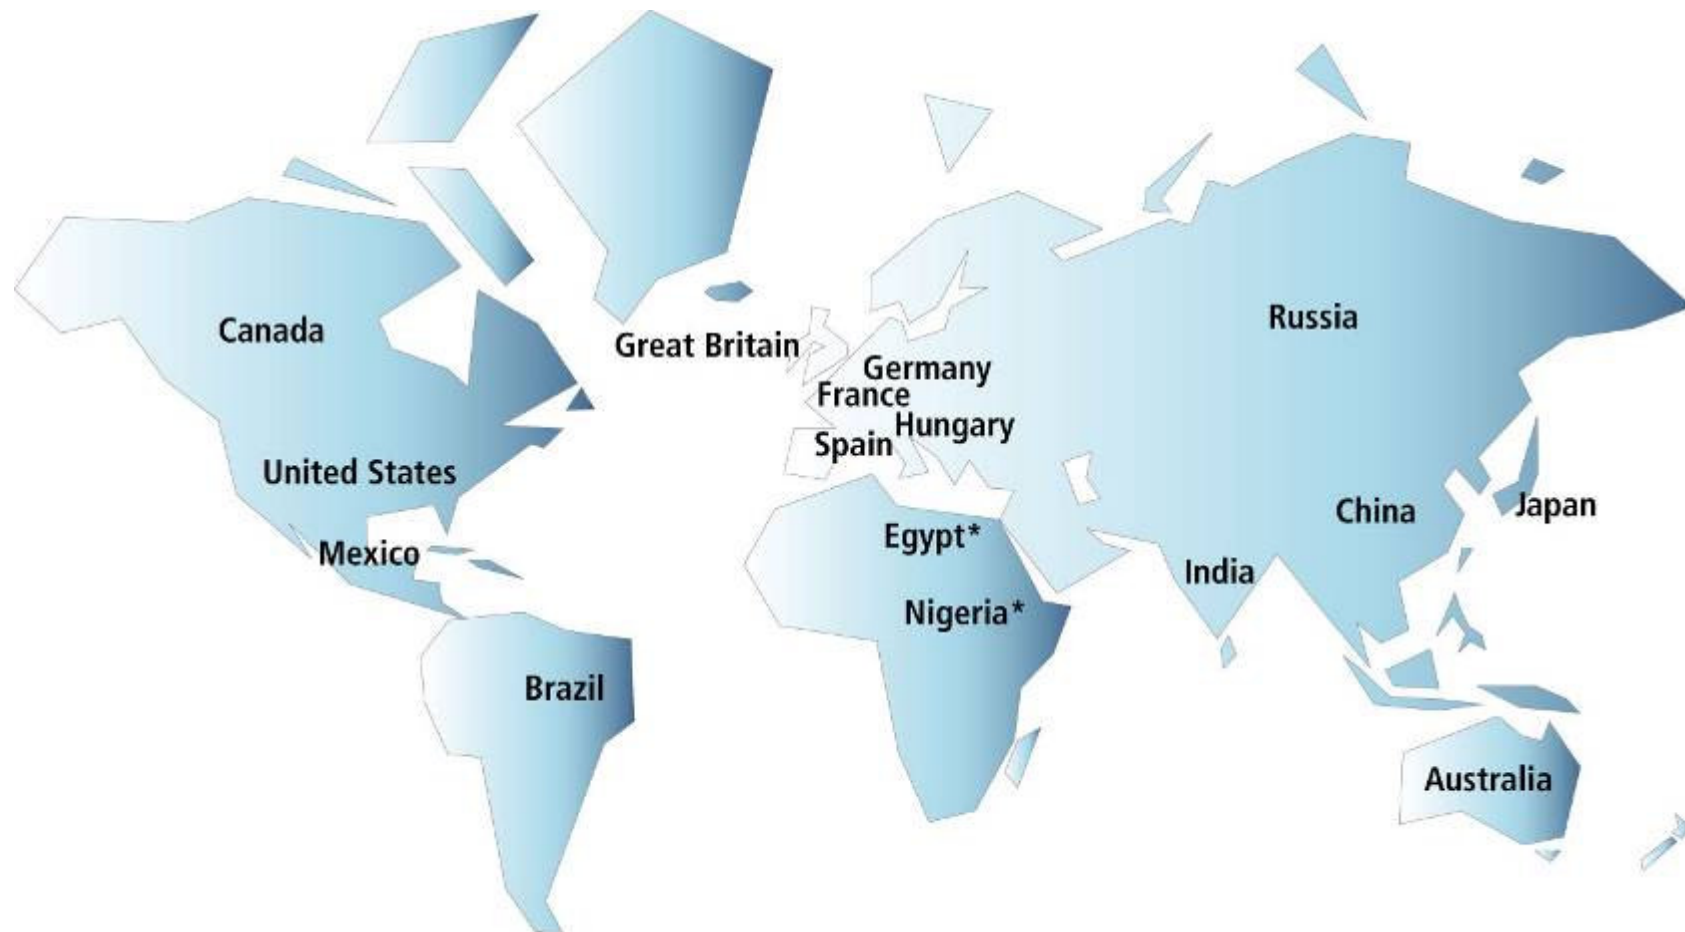 Canada
Great Britain
Russia
Germany
France
Hungary
Spain
United States
Japan
China
Egypt*
Mexico
India
Nigeria*
Brazil
Australia